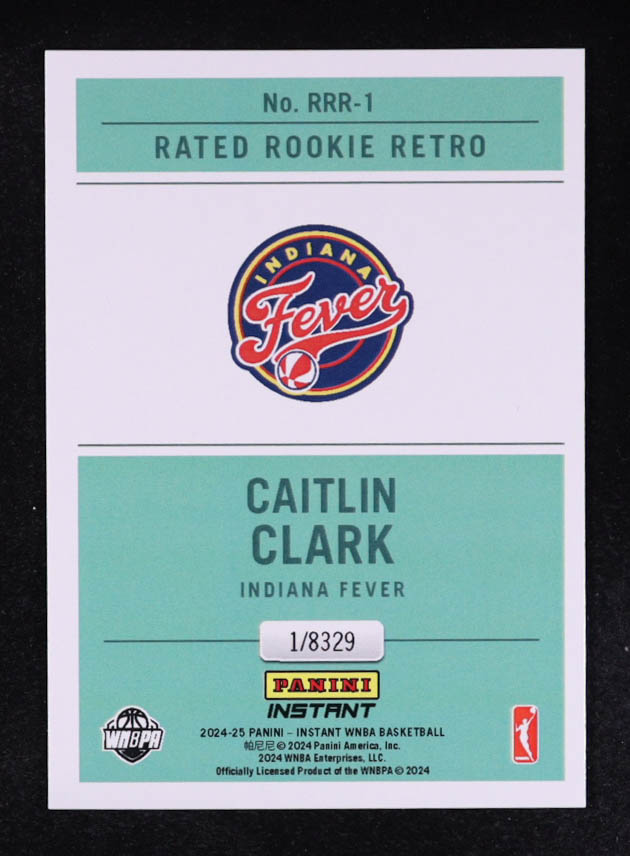 No. RRR-1
RATED ROOKIE RETRO
INDIANA
Fever
CAITLIN
CLARK
INDIANA FEVER
1/8329
PANINI
INSTANT
WNBPA
2024-25 PANINI – INSTANT WNBA BASKETBALL
帕尼尼 © 2024 Panini America, Inc.
2024 WNBA Enterprises, LLC.
Officially Licensed Product of the WNBPA © 2024